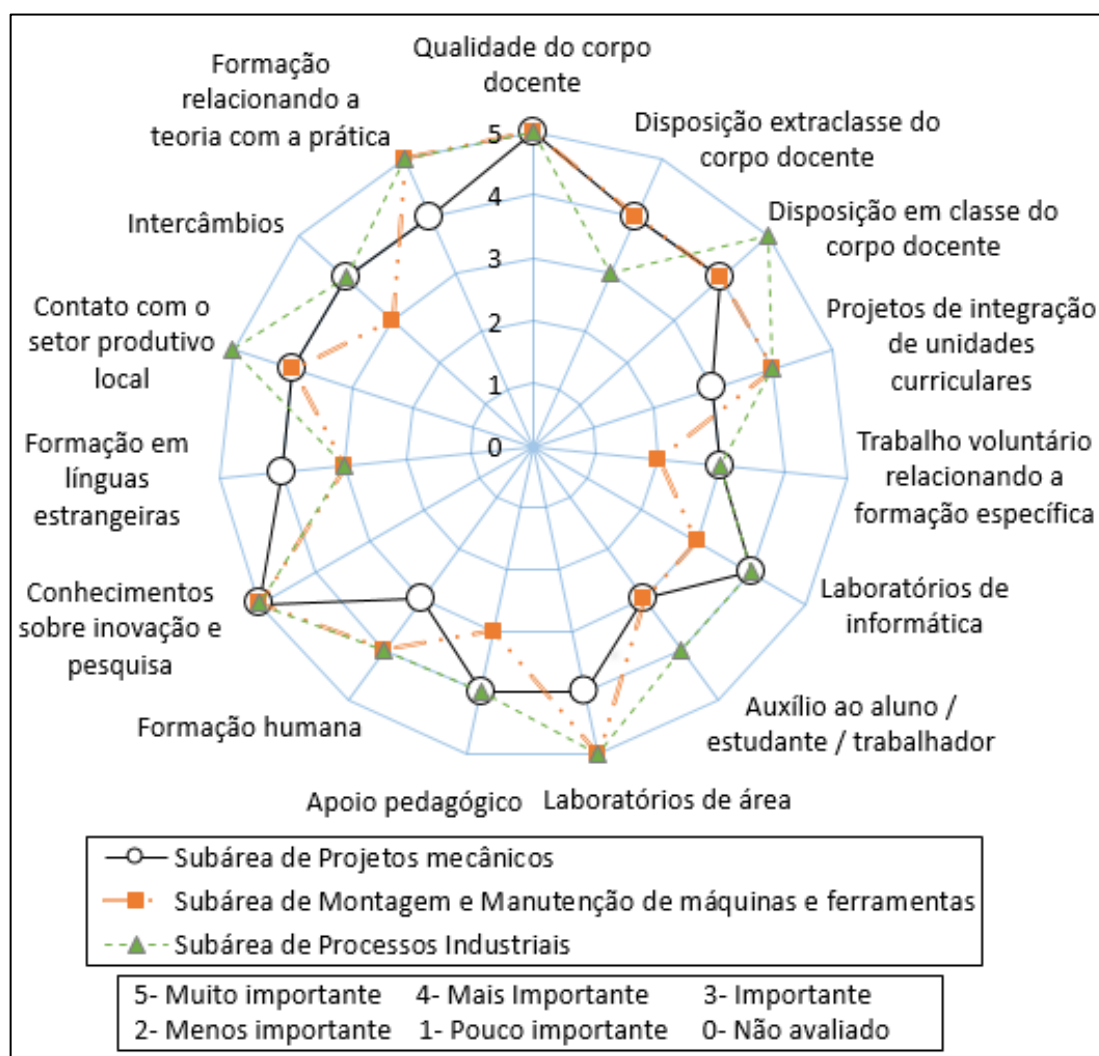 Qualidade do corpo
docente
Disposição extraclasse do
corpo docente
Disposição em classe do
corpo docente
Projetos de integração
de unidades
curriculares
Trabalho voluntário
relacionando a
formação específica
Laboratórios de
informática
Auxílio ao aluno /
estudante / trabalhador
Laboratórios de área
Apoio pedagógico
Formação humana
Conhecimentos
sobre inovação e
pesquisa
Formação em
línguas
estrangeiras
Contato com o
setor produtivo
local
Intercâmbios
Formação
relacionando a
teoria com a prática
5
4
3
2
1
0
Subárea de Projetos mecânicos
Subárea de Montagem e Manutenção de máquinas e ferramentas
Subárea de Processos Industriais
5- Muito importante 4- Mais Importante 3- Importante
2- Menos importante 1- Pouco importante 0- Não avaliado